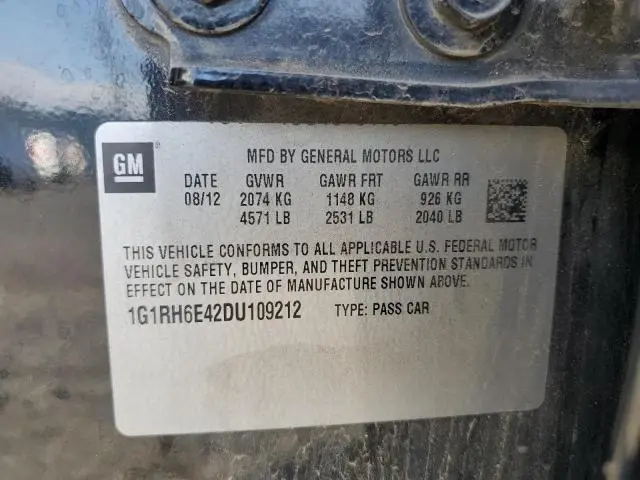 GM
MFD BY GENERAL MOTORS LLC
DATE GVWR GAWR FRT GAWR RR
08/12 2074 KG 1148 KG 926 KG
4571 LB 2531 LB 2040 LB
THIS VEHICLE CONFORMS TO ALL APPLICABLE U.S. FEDERAL MOTOR
VEHICLE SAFETY, BUMPER, AND THEFT PREVENTION STANDARDS IN
EFFECT ON THE DATE OF MANUFACTURE SHOWN ABOVE.
1G1RH6E42DU109212 TYPE: PASS CAR